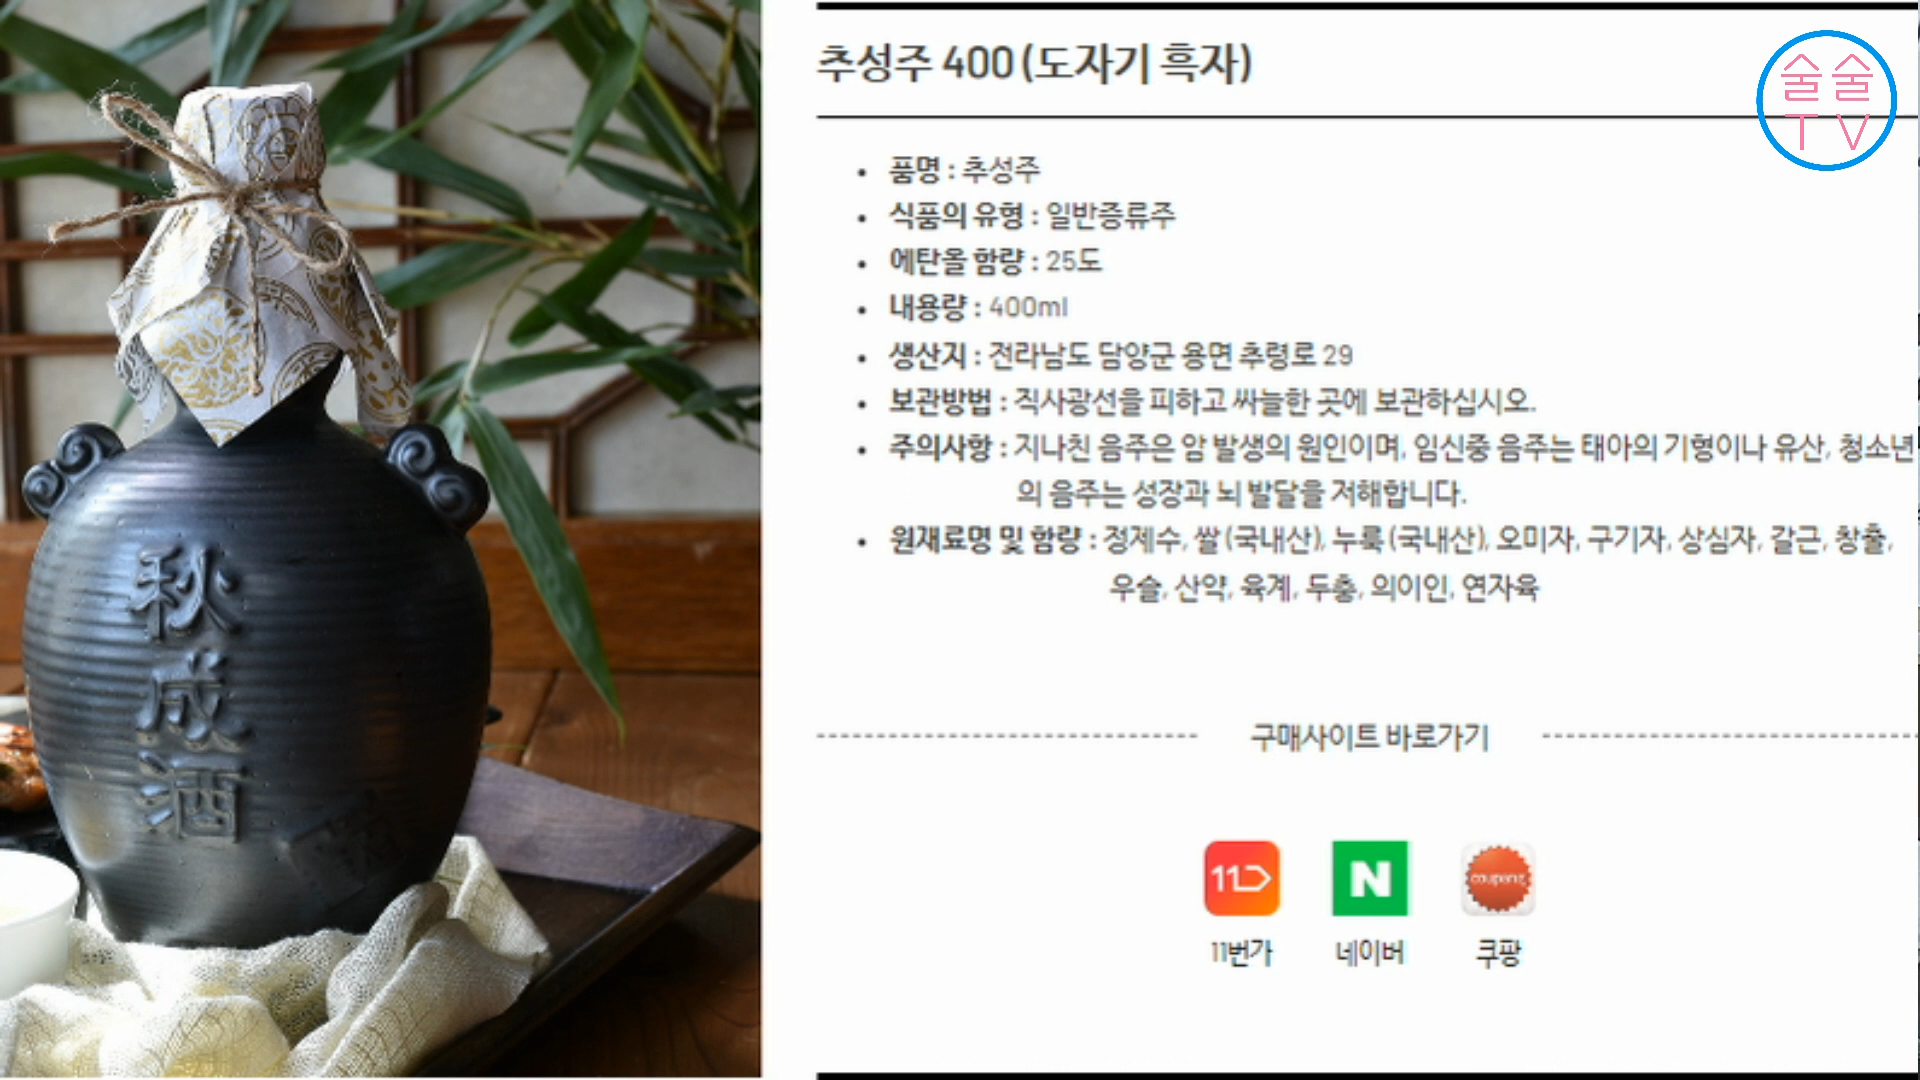 秋
成
酒
추성주 400 (도자기 흑자)
술술
TV
• 품명 : 추성주
• 식품의 유형 : 일반증류주
• 에탄올 함량 : 25도
• 내용량 : 400ml
• 생산지 : 전라남도 담양군 용면 추령로 29
• 보관방법 : 직사광선을 피하고 싸늘한 곳에 보관하십시오.
• 주의사항 : 지나친 음주은 암 발생의 원인이며, 임신중 음주는 태아의 기형이나 유산, 청소년
의 음주는 성장과 뇌 발달을 저해합니다.
• 원재료명 및 함량 : 정제수, 쌀 (국내산), 누룩 (국내산), 오미자, 구기자, 상심자, 갈근, 창출,
우슬, 산약, 육계, 두충, 의이인, 연자육
구매사이트 바로가기
11
N
coupang
11번가
네이버
쿠팡